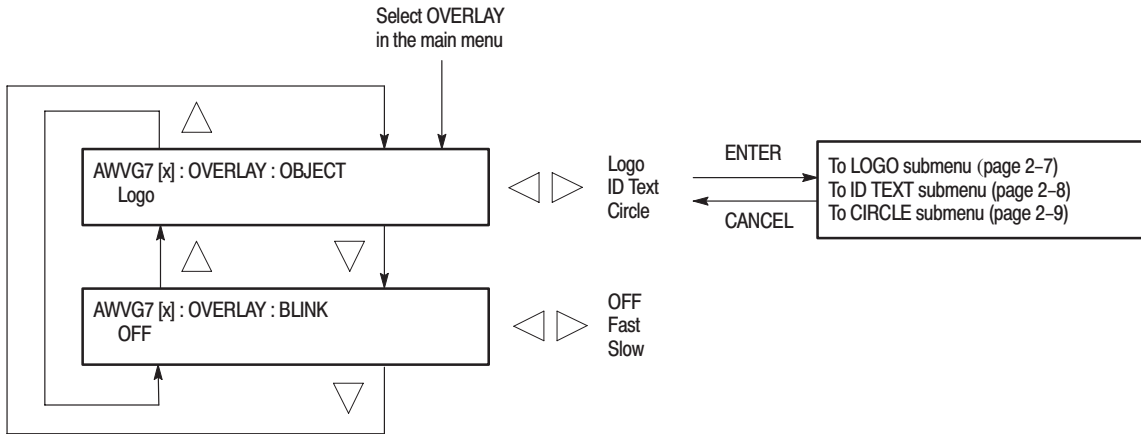 Select OVERLAY
in the main menu
AWVG7 [x] : OVERLAY : OBJECT
Logo
Logo
ID Text
Circle
ENTER
CANCEL
To LOGO submenu (page 2–7)
To ID TEXT submenu (page 2–8)
To CIRCLE submenu (page 2–9)
AWVG7 [x] : OVERLAY : BLINK
OFF
OFF
Fast
Slow